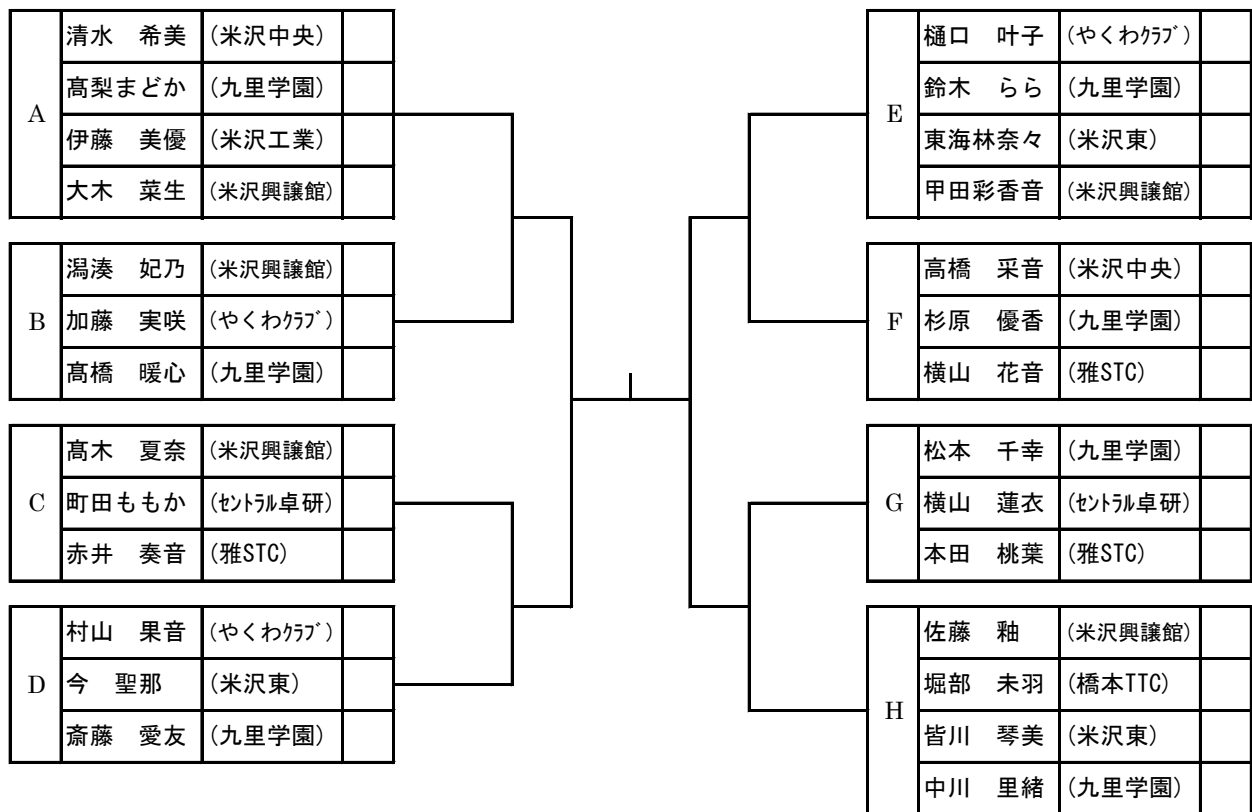 A
清水　希美 (米沢中央)
髙梨まどか (九里学園)
伊藤　美優 (米沢工業)
大木　菜生 (米沢興譲館)
B
潟湊　妃乃 (米沢興譲館)
加藤　実咲 (やくわｸﾗﾌﾞ)
髙橋　暖心 (九里学園)
C
髙木　夏奈 (米沢興譲館)
町田ももか (ｾﾝﾄﾗﾙ卓研)
赤井　奏音 (雅STC)
D
村山　果音 (やくわｸﾗﾌﾞ)
今　聖那 (米沢東)
斎藤　愛友 (九里学園)
E
樋口　叶子 (やくわｸﾗﾌﾞ)
鈴木　らら (九里学園)
東海林奈々 (米沢東)
甲田彩香音 (米沢興譲館)
F
高橋　采音 (米沢中央)
杉原　優香 (九里学園)
横山　花音 (雅STC)
G
松本　千幸 (九里学園)
横山　蓮衣 (ｾﾝﾄﾗﾙ卓研)
本田　桃葉 (雅STC)
H
佐藤　釉 (米沢興譲館)
堀部　未羽 (橋本TTC)
皆川　琴美 (米沢東)
中川　里緒 (九里学園)